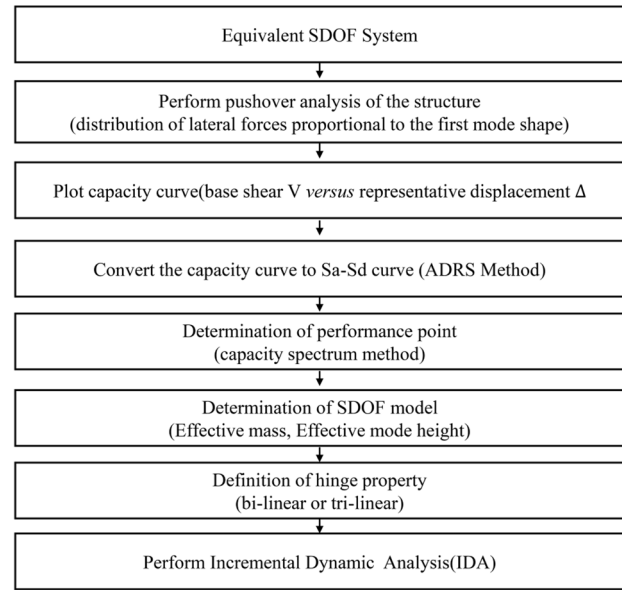 Equivalent SDOF System
Perform pushover analysis of the structure
(distribution of lateral forces proportional to the first mode shape)
Plot capacity curve(base shear V versus representative displacement Δ
Convert the capacity curve to Sa-Sd curve (ADRS Method)
Determination of performance point
(capacity spectrum method)
Determination of SDOF model
(Effective mass, Effective mode height)
Definition of hinge property
(bi-linear or tri-linear)
Perform Incremental Dynamic Analysis(IDA)